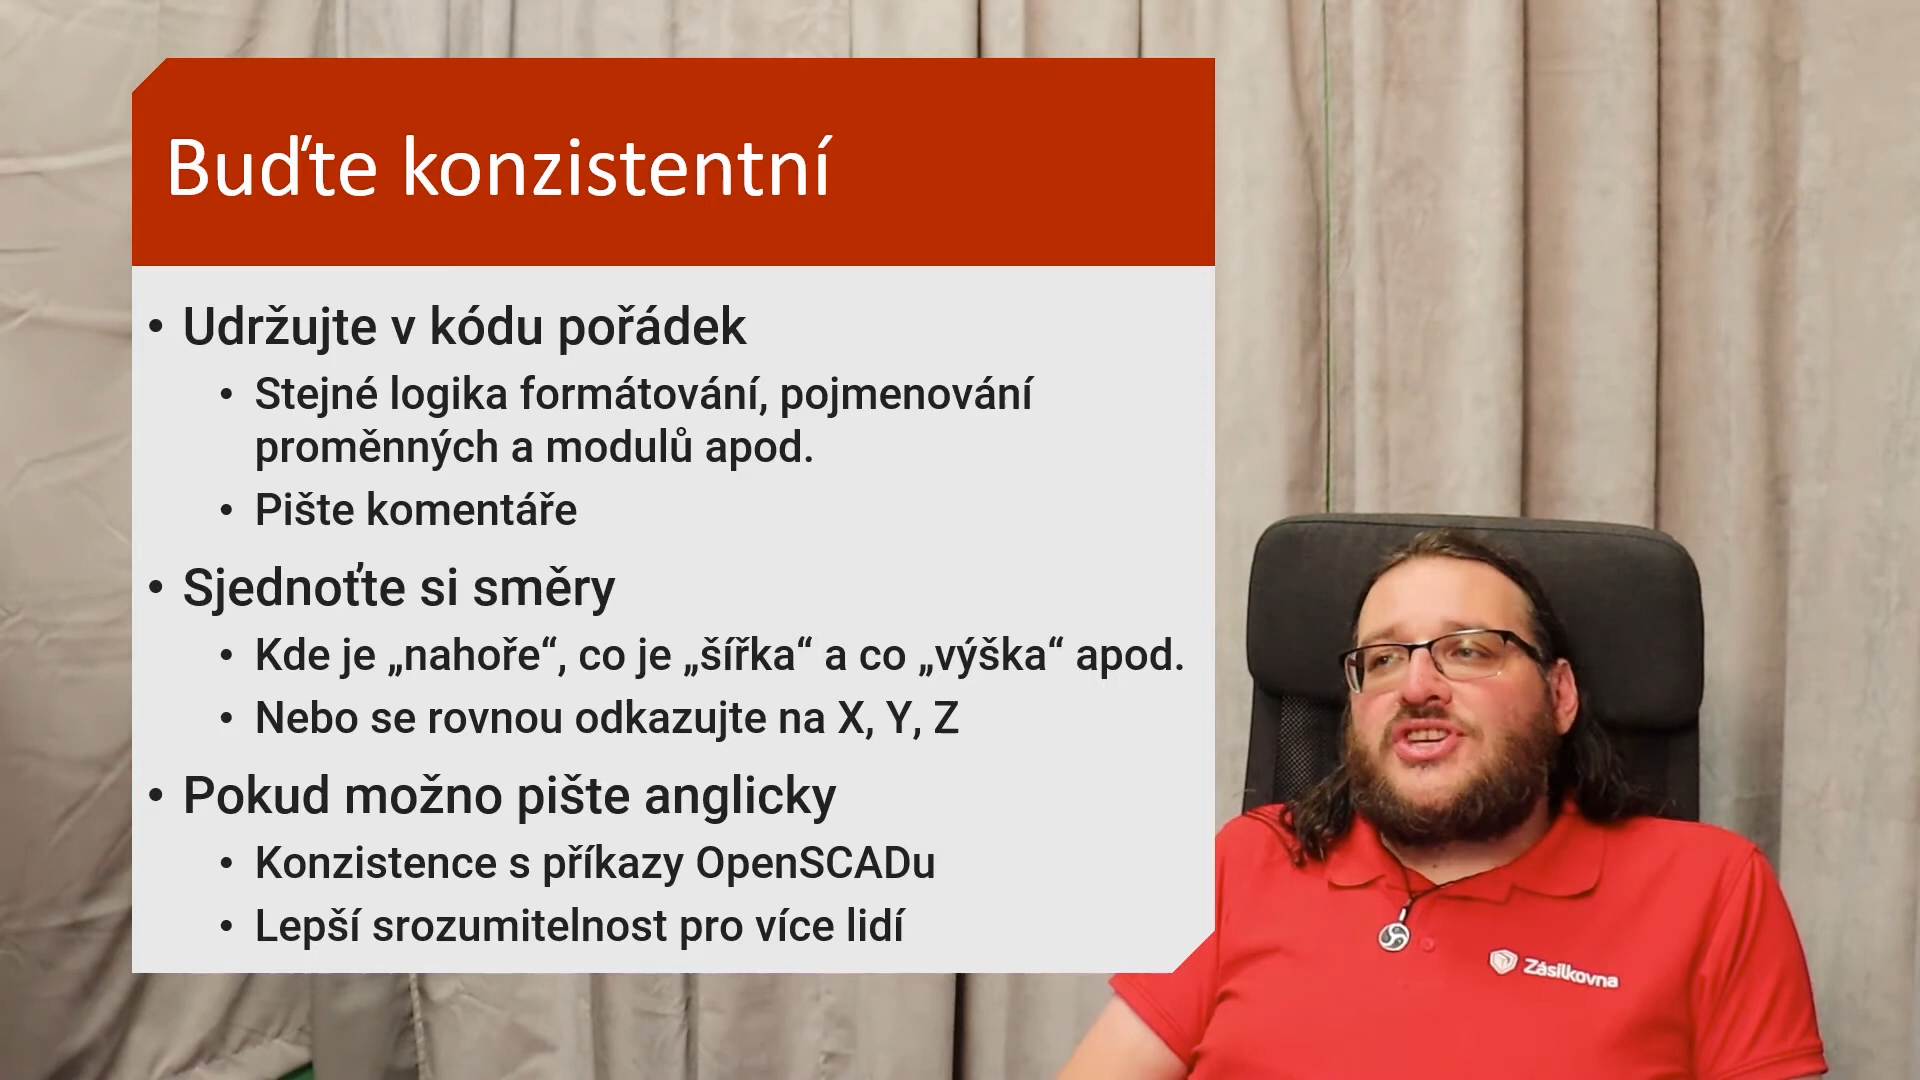 Buďte konzistentní
• Udržujte v kódu pořádek
• Stejné logika formátování, pojmenování
proměnných a modulů apod.
• Pište komentáře
• Sjednoťte si směry
• Kde je „nahoře“, co je „šířka“ a co „výška“ apod.
• Nebo se rovnou odkazujte na X, Y, Z
• Pokud možno pište anglicky
• Konzistence s příkazy OpenSCADu
• Lepší srozumitelnost pro více lidí
Zásilkovna